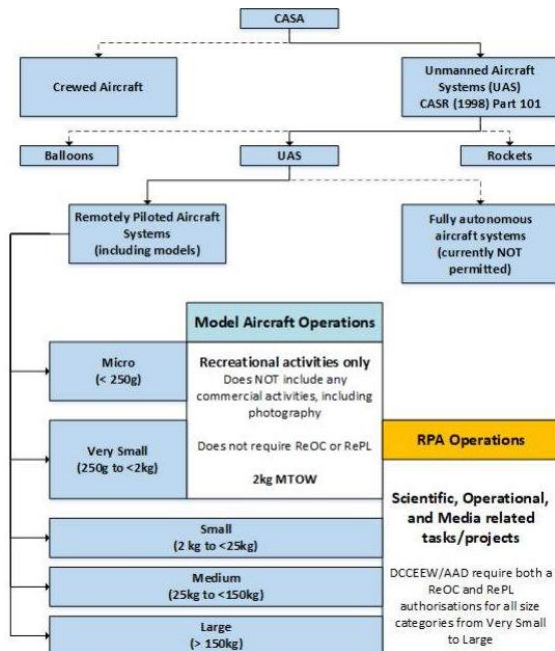 CASA
Crewed Aircraft
Unmanned Aircraft
Systems (UAS)
CASR (1998) Part 101
Balloons
UAS
Rockets
Remotely Piloted Aircraft
Systems
(including models)
Fully autonomous
aircraft systems
(currently NOT
permitted)
Model Aircraft Operations
Micro
(< 250g)
Recreational activities only
Does NOT include any
commercial activities, including
photography
Does not require ReOC or RePL
2kg MTOW
Very Small
(250g to <2kg)
RPA Operations
Scientific, Operational,
and Media related
tasks/projects
DCCEEW/AAD require both a
ReOC and RePL
authorisations for all size
categories from Very Small
to Large
Small
(2 kg to <25kg)
Medium
(25kg to <150kg)
Large
(> 150kg)